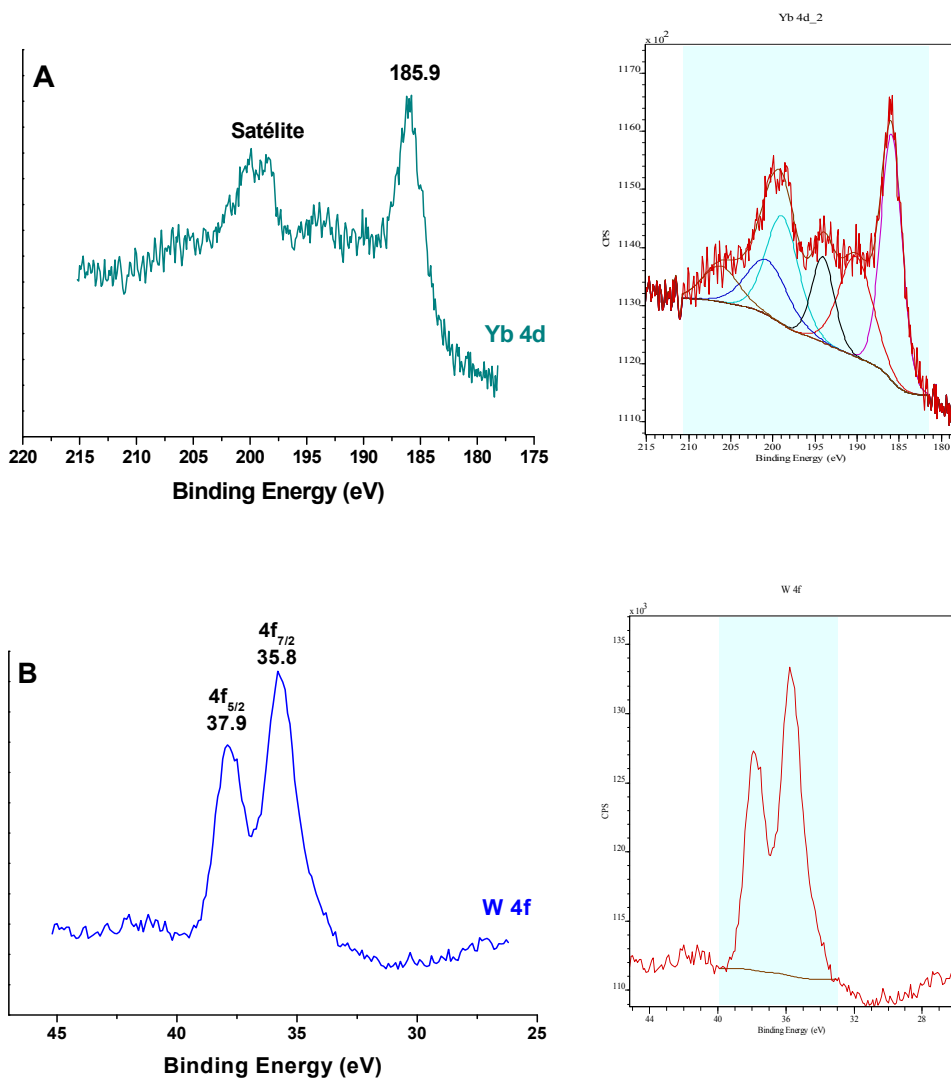 A
185.9
Satélite
Yb 4d
220 215 210 205 200 195 190 185 180 175
Binding Energy (eV)
Yb 4d_2
x 10²
1170
1160
1150
1140
1130
1120
1110
CPS
215 210 205 200 195 190 185 180
Binding Energy (eV)
B
4f7/2
35.8
4f5/2
37.9
W 4f
45 40 35 30 25
Binding Energy (eV)
W 4f
x 10³
135
130
125
120
115
110
CPS
44 40 36 32 28
Binding Energy (eV)